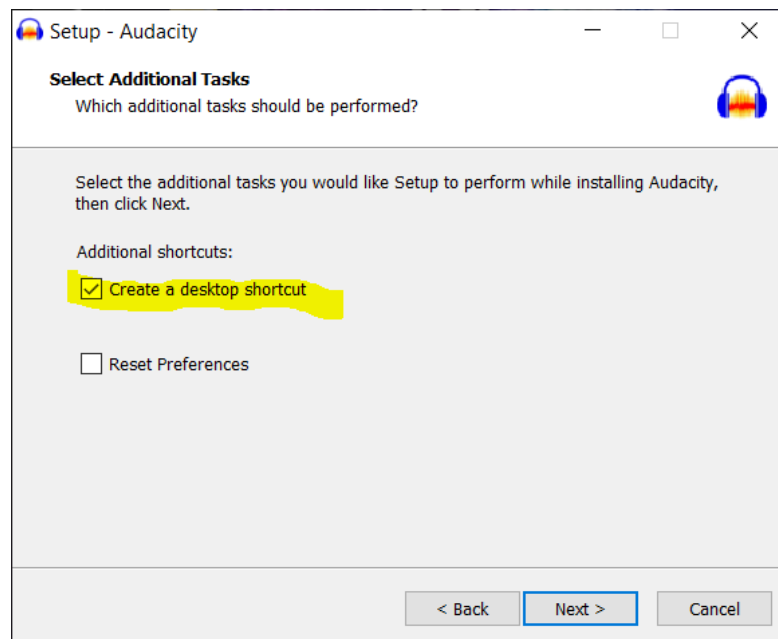 Setup - Audacity
Select Additional Tasks
Which additional tasks should be performed?
Select the additional tasks you would like Setup to perform while installing Audacity,
then click Next.
Additional shortcuts:
Create a desktop shortcut
Reset Preferences
< Back Next > Cancel